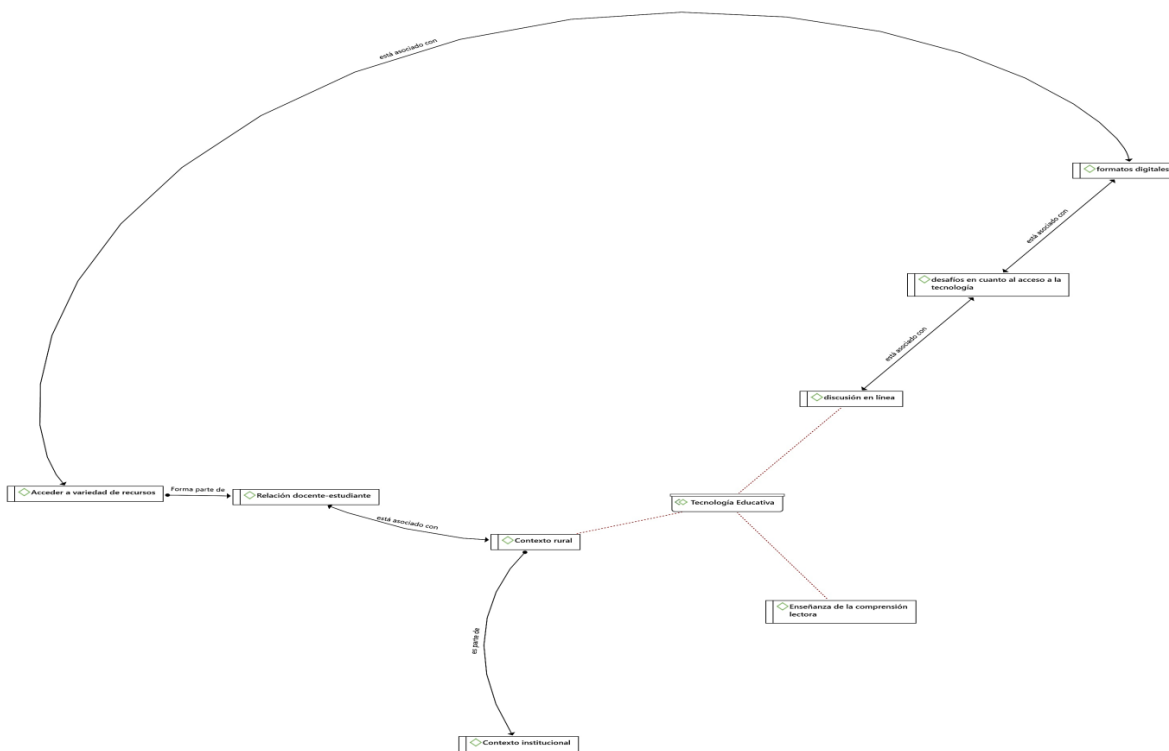 está asociado con
formatos digitales
está asociado con
desafíos en cuanto al acceso a la
tecnología
está asociado con
discusión en línea
Acceder a variedad de recursos
Forma parte de
Relación docente-estudiante
Tecnología Educativa
está asociado con
Contexto rural
Enseñanza de la comprensión
lectora
es parte de
Contexto institucional